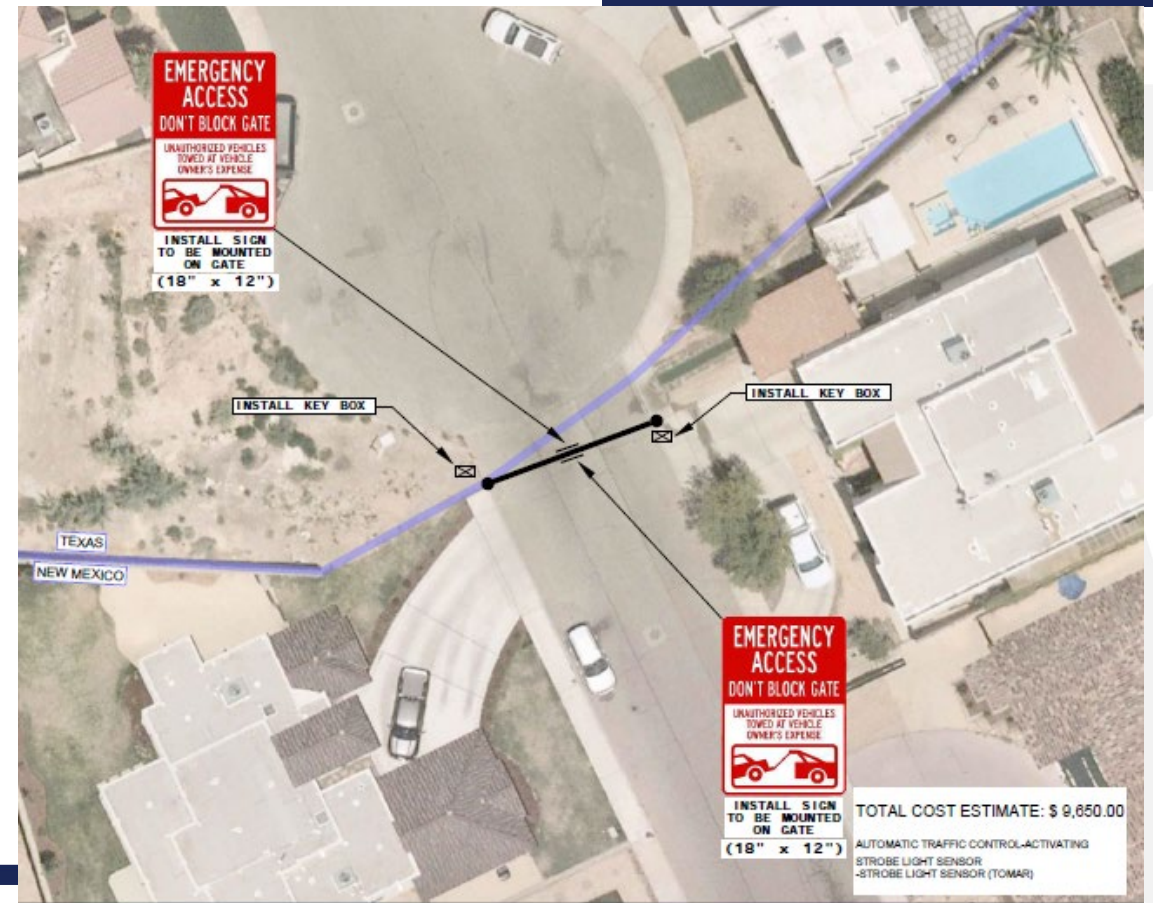 EMERGENCY
ACCESS
DON'T BLOCK GATE
UNAUTHORIZED VEHICLES
TOWED AT VEHICLE
OWNER'S EXPENSE
INSTALL SIGN
TO BE MOUNTED
ON GATE
(18" x 12")
INSTALL KEY BOX
INSTALL KEY BOX
TEXAS
NEW MEXICO
EMERGENCY
ACCESS
DON'T BLOCK GATE
UNAUTHORIZED VEHICLES
TOWED AT VEHICLE
OWNER'S EXPENSE
INSTALL SIGN
TO BE MOUNTED
ON GATE
(18" x 12")
TOTAL COST ESTIMATE: $ 9,650.00
AUTOMATIC TRAFFIC CONTROL-ACTIVATING
STROBE LIGHT SENSOR
-STROBE LIGHT SENSOR (TOMAR)